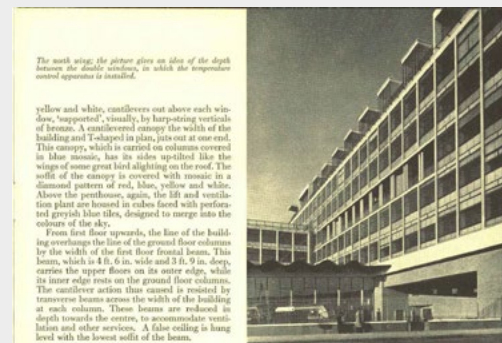 The north wing; the picture gives an idea of the depth
between the double windows, in which the temperature
control apparatus is installed.
yellow and white, cantilevers out above each win-
dow, 'supported', visually, by harp-string verticals
of bronze. A cantilevered canopy the width of the
building and T-shaped in plan, juts out at one end.
This canopy, which is carried on columns covered
in blue mosaic, has its sides up-tilted like the
wings of some great bird alighting on the roof. The
soffit of the canopy is covered with mosaic in a
diamond pattern of red, blue, yellow and white.
Above the penthouse, again, the lift and ventila-
tion plant are housed in cubes faced with perfora-
ted greyish blue tiles, designed to merge into the
colours of the sky.
From first floor upwards, the line of the build-
ing overhangs the line of the ground floor columns
by the width of the first floor frontal beam. This
beam, which is 4 ft. 6 in. wide and 3 ft. 9 in. deep,
carries the upper floors on its outer edge, while
its inner edge rests on the ground floor columns.
The cantilever action thus caused is resisted by
transverse beams across the width of the building
at each column. These beams are reduced in
depth towards the centre, to accommodate venti-
lation and other services. A false ceiling is hung
level with the lowest soffit of the beam.